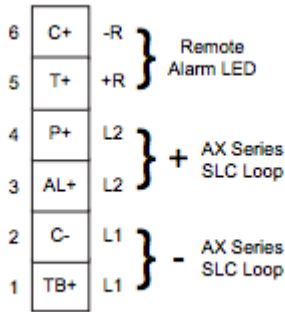 6 C+ -R
Remote
Alarm LED
5 T+ +R
4 P+ L2
+ AX Series
SLC Loop
3 AL+ L2
2 C- L1
- AX Series
SLC Loop
1 TB+ L1